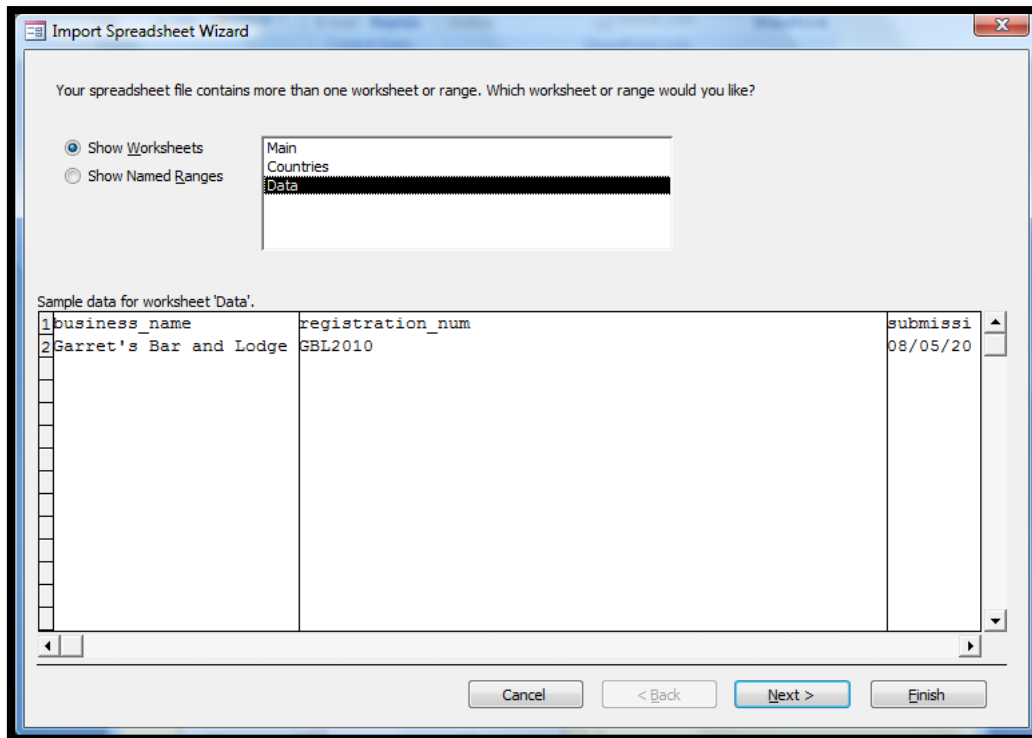 Import Spreadsheet Wizard
Your spreadsheet file contains more than one worksheet or range. Which worksheet or range would you like?
Show Worksheets
Show Named Ranges
Main
Countries
Data
Sample data for worksheet 'Data'.
1 business_name registration_num submissi
2 Garret's Bar and Lodge GBL2010 08/05/20
Cancel < Back Next > Finish